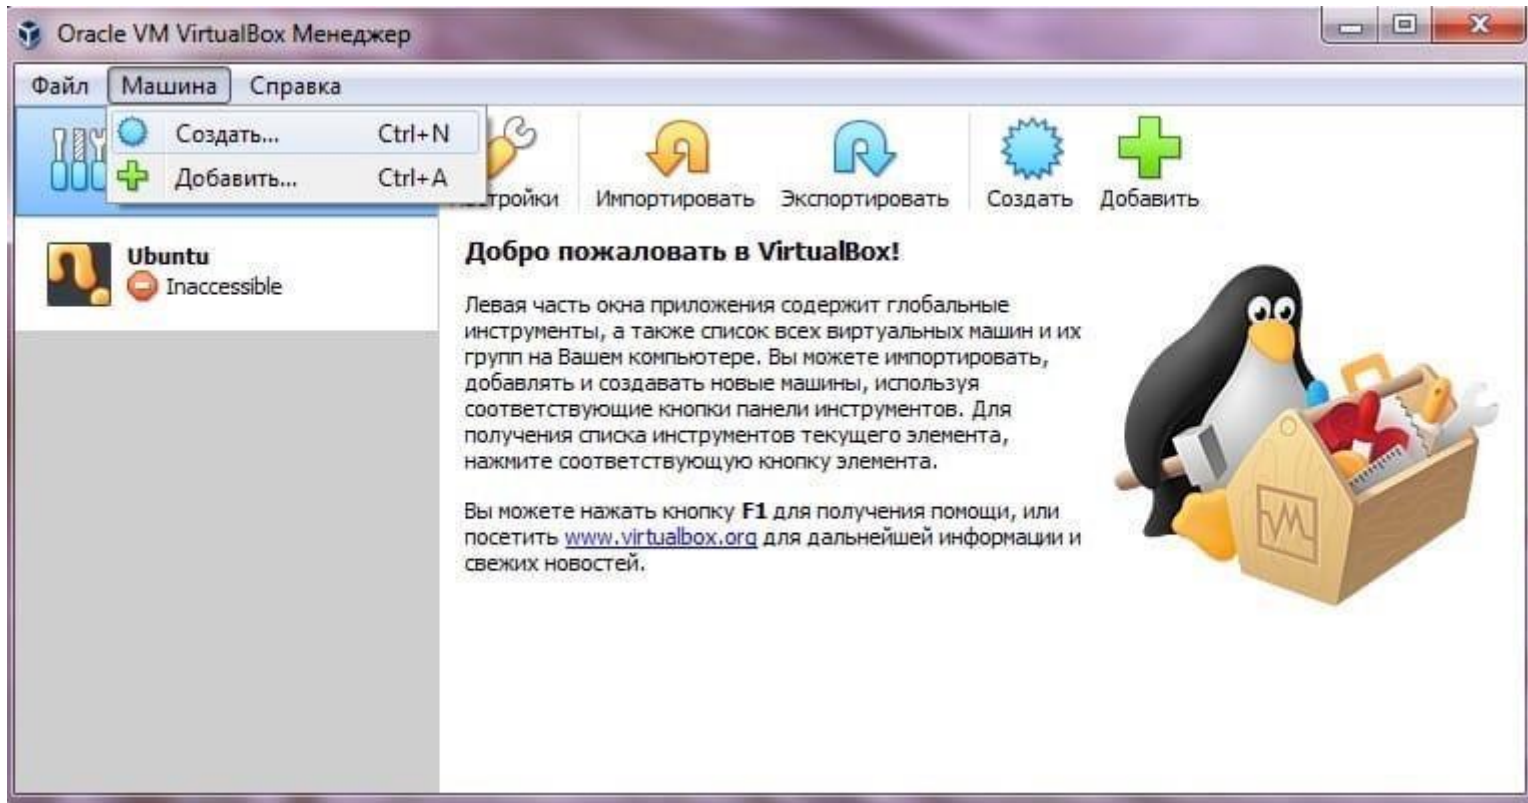 Oracle VM VirtualBox Менеджер
Файл Машина Справка
Создать... Ctrl+N
Добавить... Ctrl+A
Импортировать Экспортировать Создать Добавить
Ubuntu
Inaccessible
Добро пожаловать в VirtualBox!
Левая часть окна приложения содержит глобальные
инструменты, а также список всех виртуальных машин и их
групп на Вашем компьютере. Вы можете импортировать,
добавлять и создавать новые машины, используя
соответствующие кнопки панели инструментов. Для
получения списка инструментов текущего элемента,
нажмите соответствующую кнопку элемента.
Вы можете нажать кнопку F1 для получения помощи, или
посетить www.virtualbox.org для дальнейшей информации и
свежих новостей.